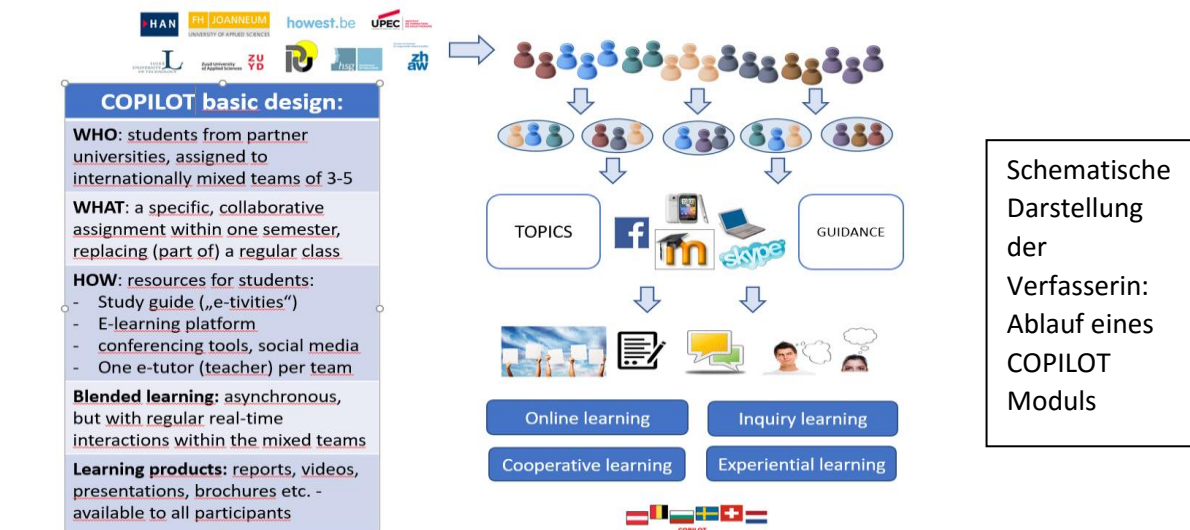 HAN
FH JOANNEUM
UNIVERSITY OF APPLIED SCIENCES
howest.be
UPEC
L
ZU
YD
hsg
zh
aw
COPILOT basic design:
WHO: students from partner
universities, assigned to
internationally mixed teams of 3-5
WHAT: a specific, collaborative
assignment within one semester,
replacing (part of) a regular class
HOW: resources for students:
- Study guide („e-tivities“)
- E-learning platform
- conferencing tools, social media
- One e-tutor (teacher) per team
Blended learning: asynchronous,
but with regular real-time
interactions within the mixed teams
Learning products: reports, videos,
presentations, brochures etc. -
available to all participants
TOPICS
f
m
skype
GUIDANCE
Online learning
Inquiry learning
Cooperative learning
Experiential learning
COPILOT
Schematische
Darstellung
der
Verfasserin:
Ablauf eines
COPILOT
Moduls